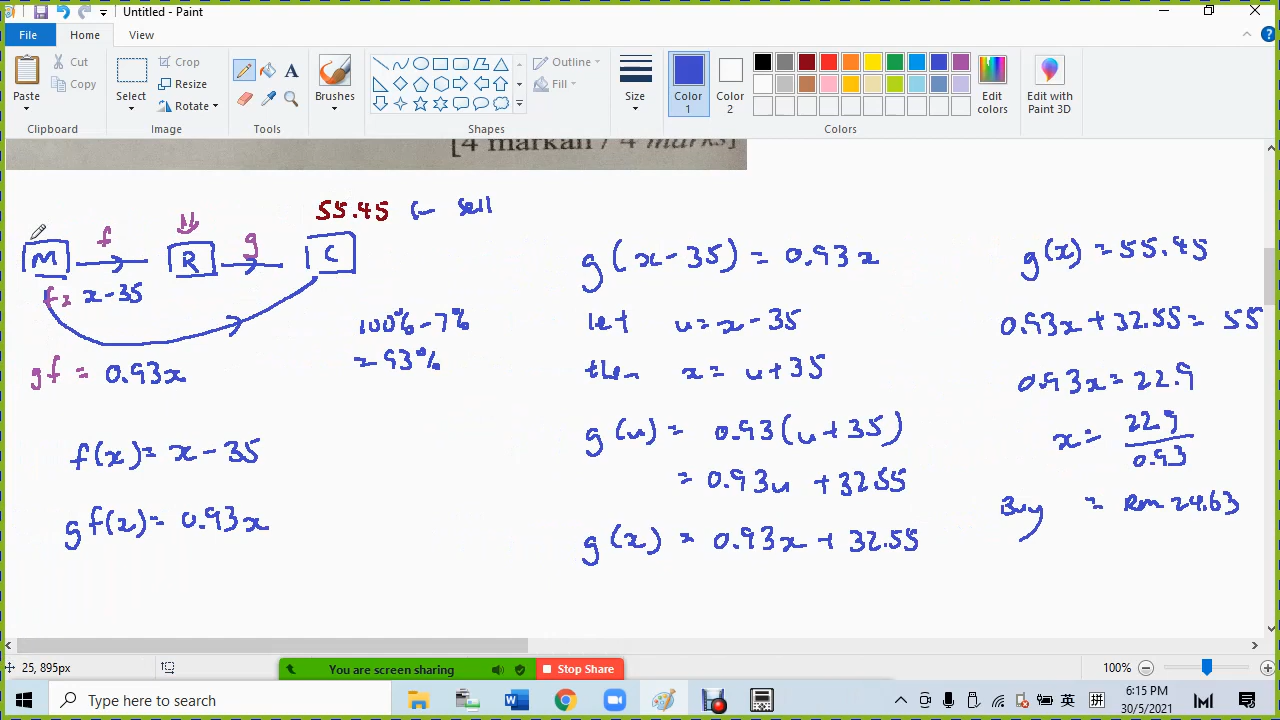 Untitled - Paint
File Home View
Paste
Cut
Copy
Clipboard
Select
Crop
Resize
Rotate
Image
Tools
Brushes
Outline
Fill
Shapes
Size
Color 1
Color 2
Colors
Edit colors
Edit with Paint 3D
[4 markah / 4 marks]
55.45 ← sell
M f R g C
f = x-35
100% - 7%
= 93%
gf = 0.93x
f(x) = x - 35
gf(x) = 0.93x
g(x-35) = 0.93x
let u = x - 35
then x = u + 35
g(u) = 0.93(u+35)
= 0.93u + 32.55
g(x) = 0.93x + 32.55
g(x) = 55.45
0.93x + 32.55 = 55
0.93x = 22.9
x = 22.9/0.93
Buy = Rm 24.63
25, 895px
100%
You are screen sharing
Stop Share
Type here to search
英
拼
6:15 PM
30/5/2021